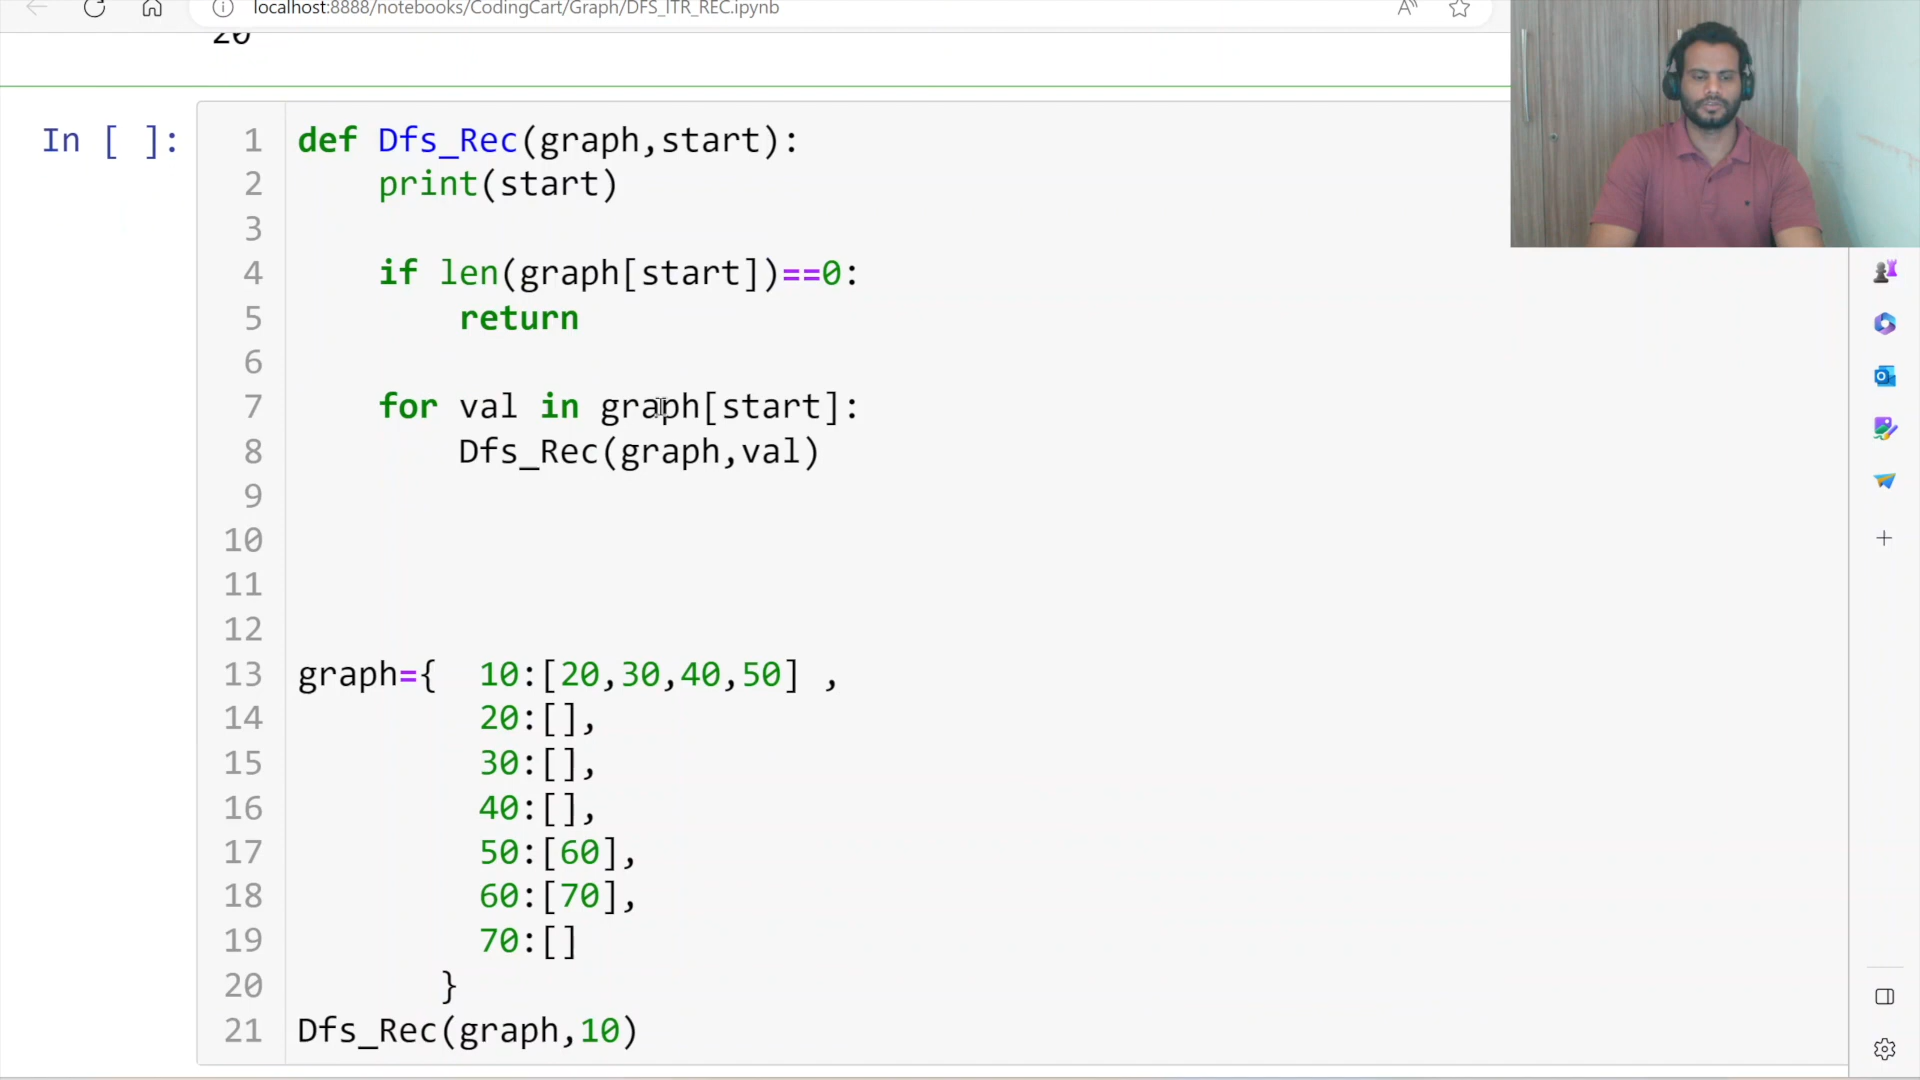 localhost:8888/notebooks/CodingCart/Graph/DFS_ITR_REC.ipynb
20
In [ ]:
1 def Dfs_Rec(graph,start):
2 print(start)
3
4 if len(graph[start])==0:
5 return
6
7 for val in graph[start]:
8 Dfs_Rec(graph,val)
9
10
11
12
13 graph={ 10:[20,30,40,50] ,
14 20:[],
15 30:[],
16 40:[],
17 50:[60],
18 60:[70],
19 70:[]
20 }
21 Dfs_Rec(graph,10)